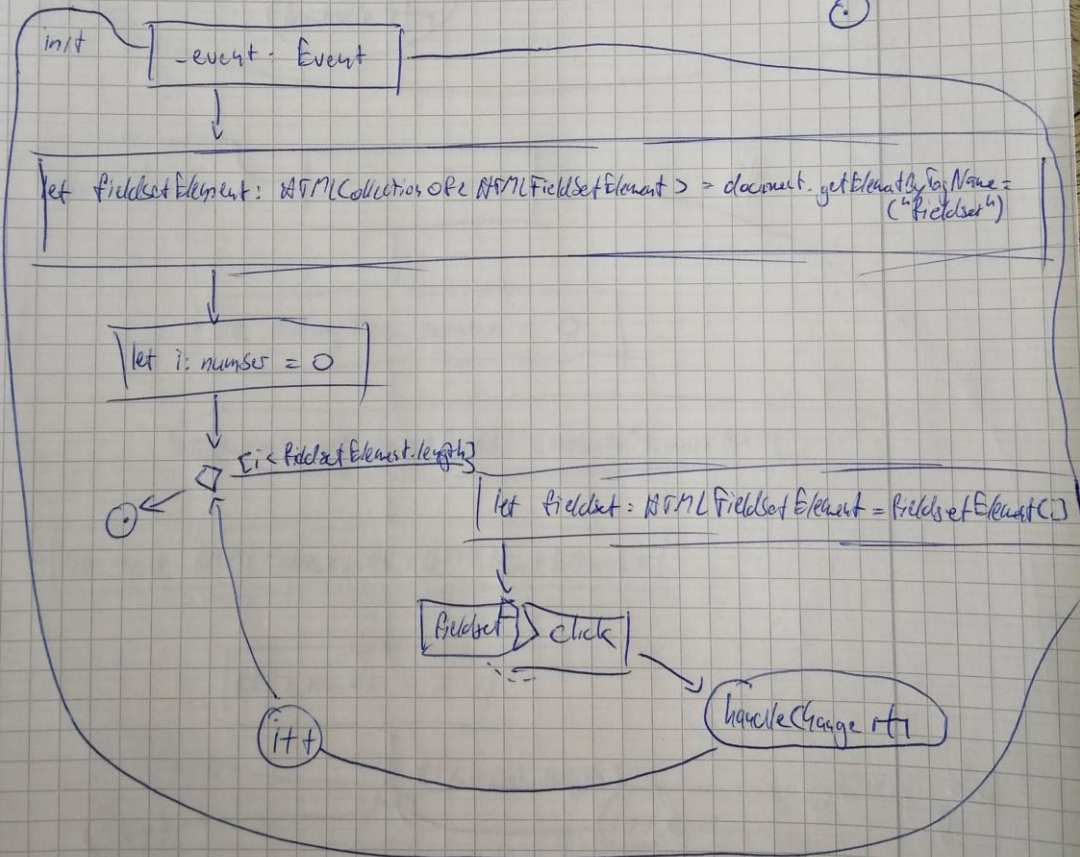 init
_event: Event
let fieldsetElement: HTMLCollectionOf<HTMLFieldSetElement> = document.getElementByTagName=
("fieldset")
let i: number = 0
[i < fieldsetElement.length]
let fieldset: HTMLFieldSetElement = fieldsetElement[i]
fieldset
click
handleChange
i++